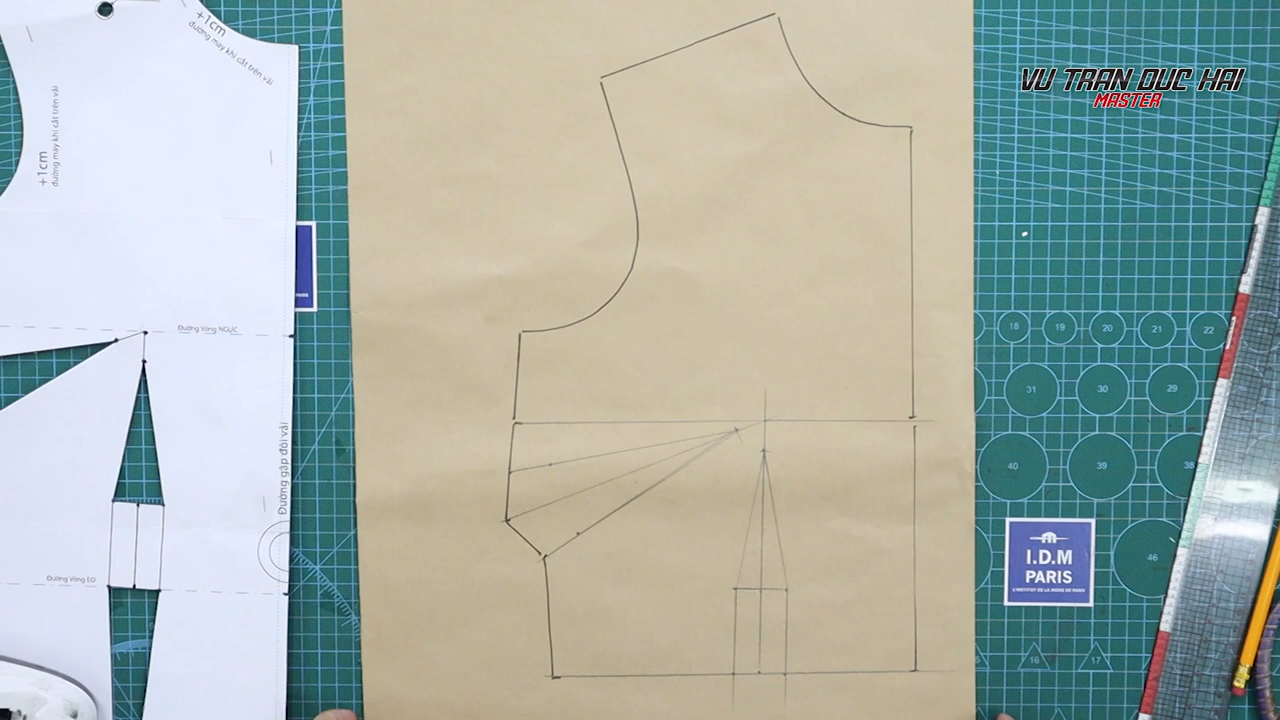 +1cm
đường may khi cắt trên vải
+1cm
đường may khi cắt trên vải
VU TRAN DUC HAI
MASTER
Đường Vòng NGỰC
Đường gấp đôi vải
Đường Vòng EO
18 19 20 21 22
31 30 29
40 39 38
46
16 17
I.D.M
PARIS
L'INSTITUT DE LA MODE DE PARIS